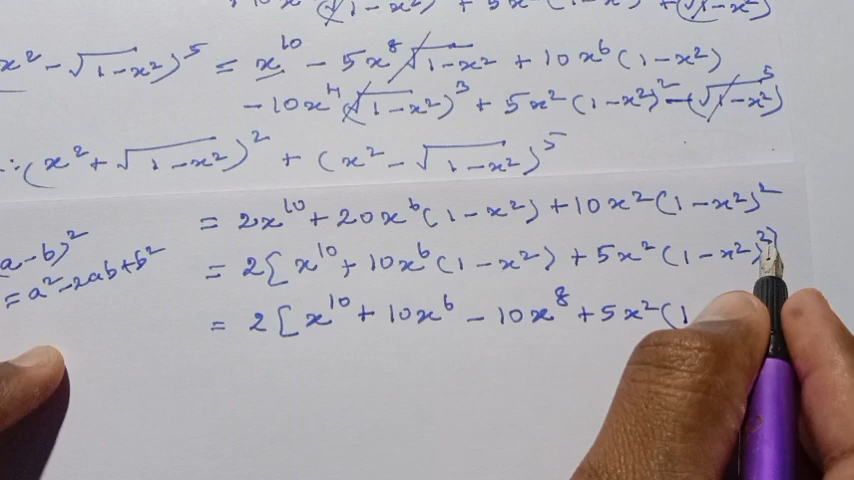 x² - √(1-x²))⁵ = x¹⁰ - 5x⁸ √(1-x²) + 10x⁶ (1-x²)
- 10x⁴ (√(1-x²))³ + 5x² (1-x²)² - (√(1-x²))⁵
∴ (x² + √(1-x²))² + (x² - √(1-x²))⁵
= 2x¹⁰ + 20x⁶ (1-x²) + 10x² (1-x²)²
a-b)²
= 2[ x¹⁰ + 10x⁶ (1-x²) + 5x² (1-x²)²]
= a² - 2ab + b²
= 2[ x¹⁰ + 10x⁶ - 10x⁸ + 5x² (1